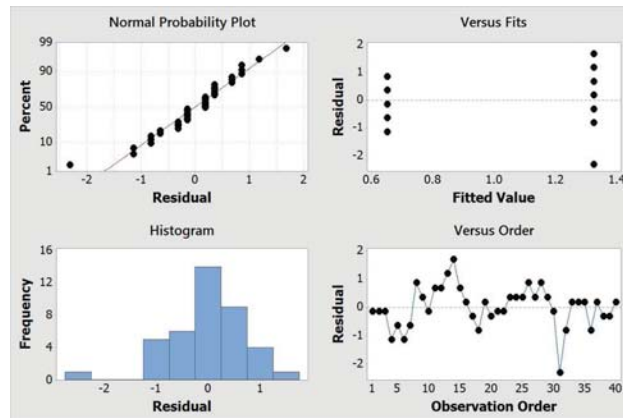 Normal Probability Plot
99
90
50
10
1
Percent
-2 -1 0 1 2
Residual
Versus Fits
2
1
0
-1
-2
Residual
0.6 0.8 1.0 1.2 1.4
Fitted Value
Histogram
16
12
8
4
0
Frequency
-2 -1 0 1
Residual
Versus Order
2
1
0
-1
-2
Residual
1 5 10 15 20 25 30 35 40
Observation Order